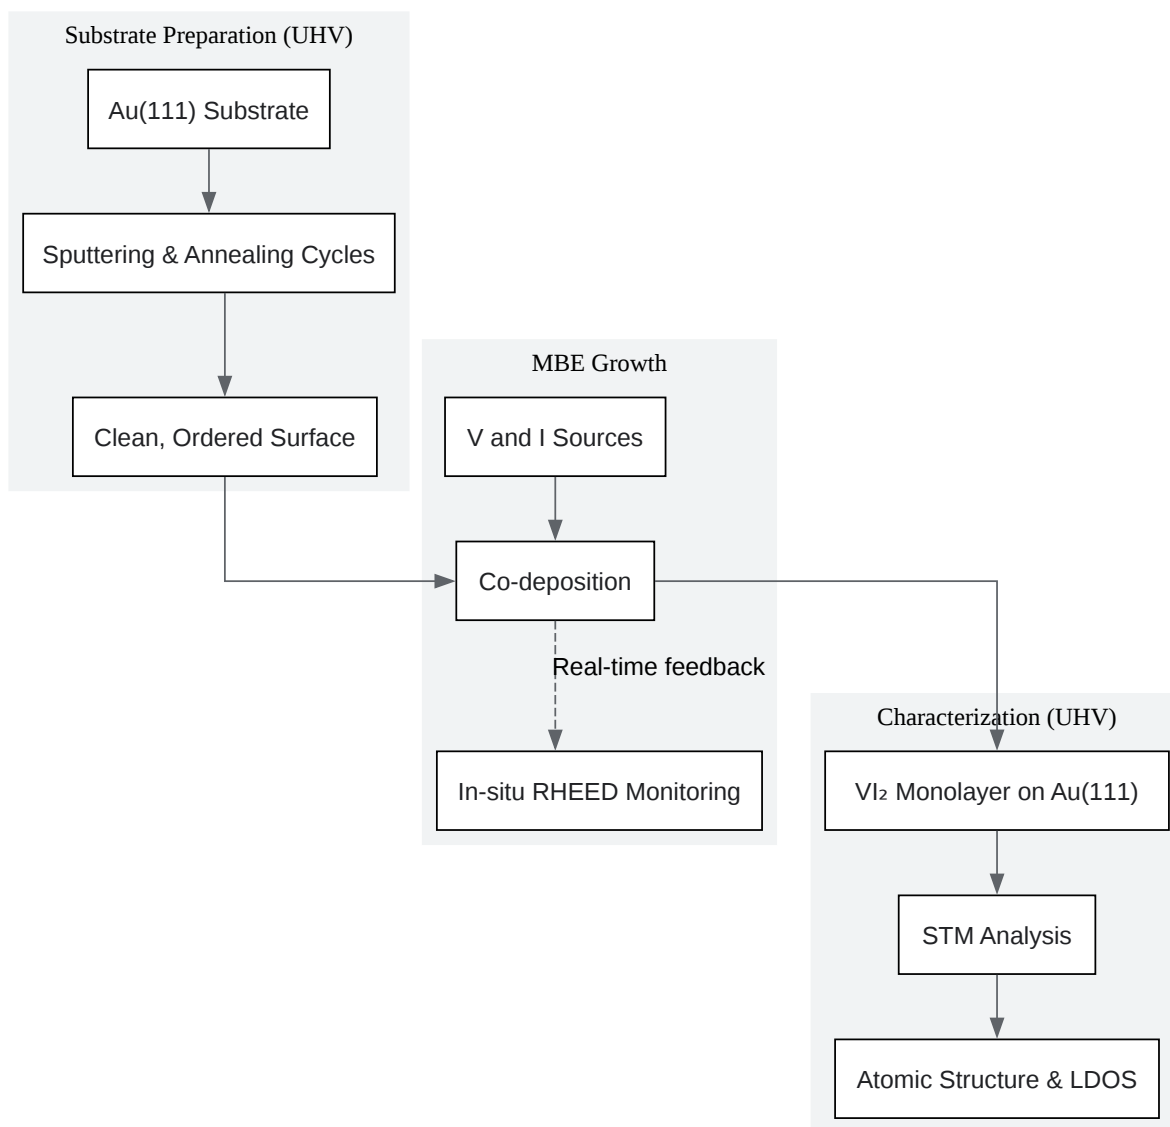 Substrate Preparation (UHV)
Au(111) Substrate
Sputtering & Annealing Cycles
Clean, Ordered Surface
MBE Growth
V and I Sources
Co-deposition
Real-time feedback
In-situ RHEED Monitoring
Characterization (UHV)
VI₂ Monolayer on Au(111)
STM Analysis
Atomic Structure & LDOS